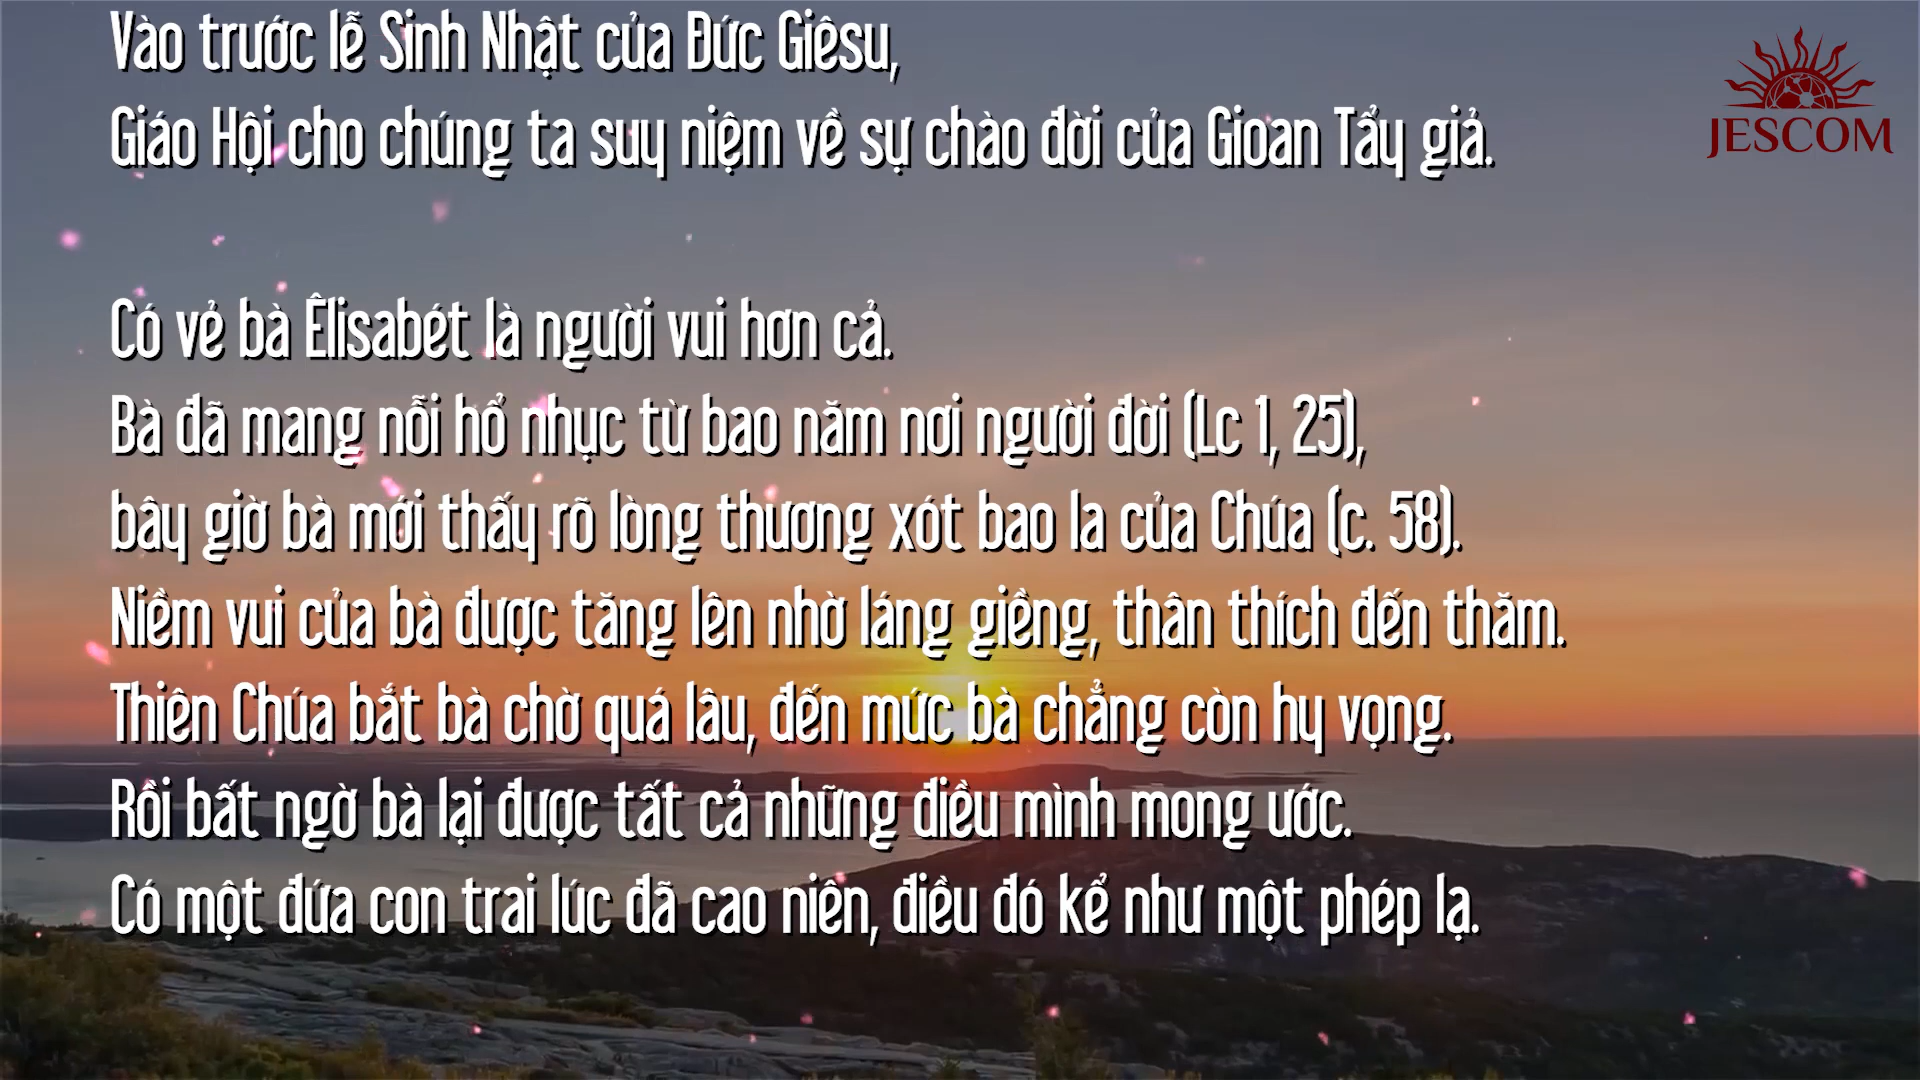 Vào trước lễ Sinh Nhật của Đức Giêsu,
JESCOM
Giáo Hội cho chúng ta suy niệm về sự chào đời của Gioan Tẩy giả.
Có vẻ bà Êlisabét là người vui hơn cả.
Bà đã mang nỗi hổ nhục từ bao năm nơi người đời (Lc 1, 25),
bây giờ bà mới thấy rõ lòng thương xót bao la của Chúa (c. 58).
Niềm vui của bà được tăng lên nhờ láng giềng, thân thích đến thăm.
Thiên Chúa bắt bà chờ quá lâu, đến mức bà chẳng còn hy vọng.
Rồi bất ngờ bà lại được tất cả những điều mình mong ước.
Có một đứa con trai lúc đã cao niên, điều đó kể như một phép lạ.